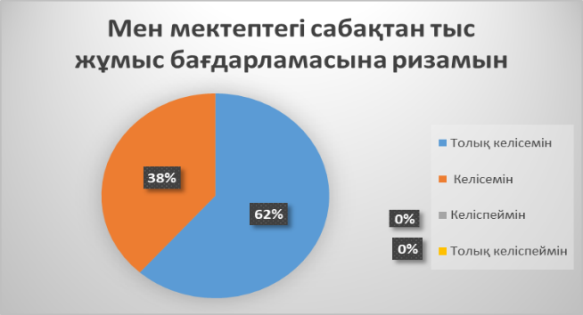 Мен мектептегі сабақтан тыс
жұмыс бағдарламасына ризамын
38%
62%
0%
0%
Толық келісемін
Келісемін
Келіспеймін
Толық келіспеймін